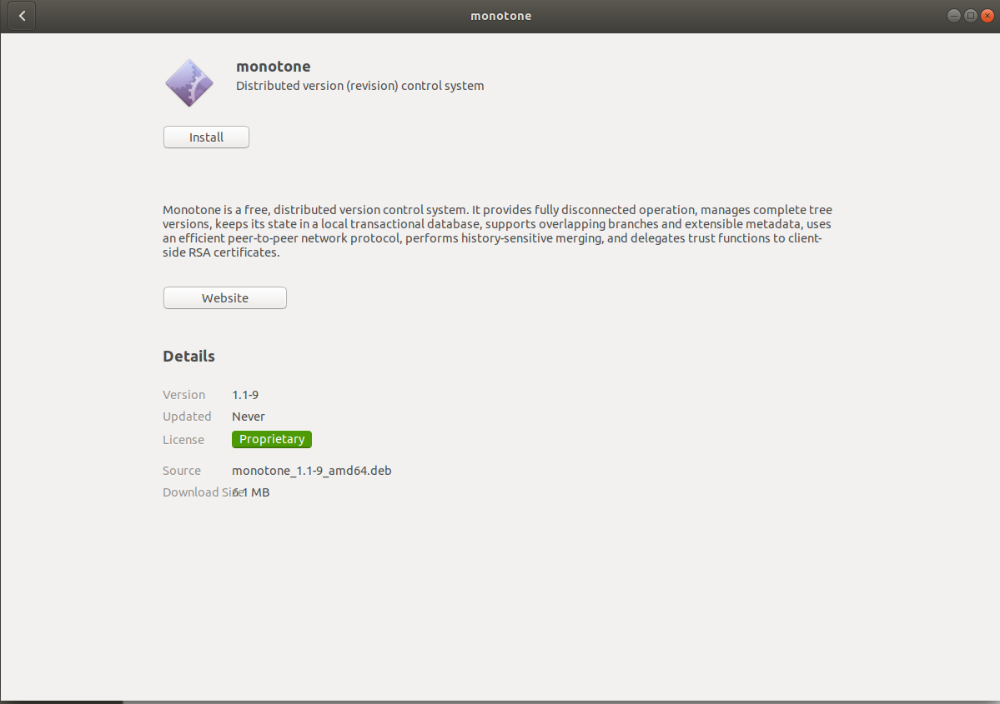 monotone
monotone
Distributed version (revision) control system
Install
Monotone is a free, distributed version control system. It provides fully disconnected operation, manages complete tree
versions, keeps its state in a local transactional database, supports overlapping branches and extensible metadata, uses
an efficient peer-to-peer network protocol, performs history-sensitive merging, and delegates trust functions to client-
side RSA certificates.
Website
Details
Version 1.1-9
Updated Never
License Proprietary
Source monotone_1.1-9_amd64.deb
Download Size 6.1 MB